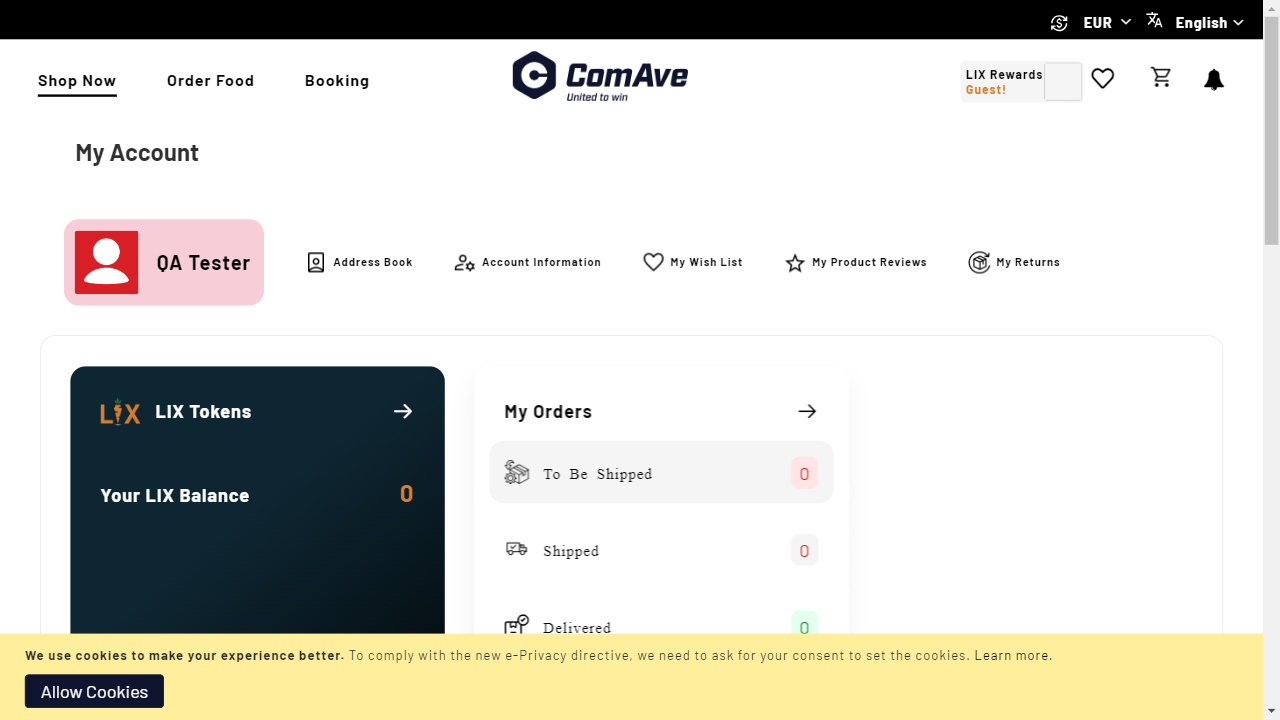 EUR
English
Shop Now
Order Food
Booking
ComAve
United to win
LIX Rewards
Guest!
My Account
QA Tester
Address Book
Account Information
My Wish List
My Product Reviews
My Returns
LIX
LIX Tokens
Your LIX Balance
0
My Orders
To Be Shipped
0
Shipped
0
Delivered
0
We use cookies to make your experience better. To comply with the new e-Privacy directive, we need to ask for your consent to set the cookies. Learn more.
Allow Cookies